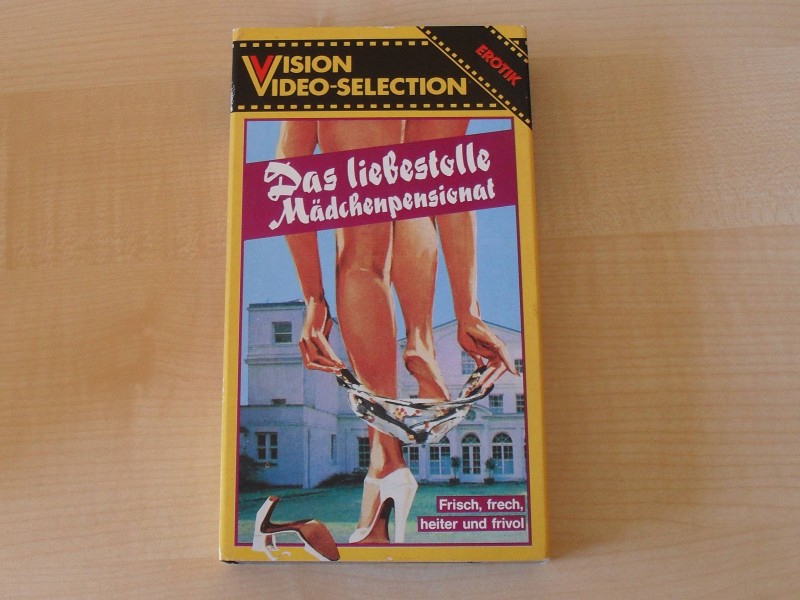 VISION
VIDEO-SELECTION
EROTIK
Das liebestolle
Mädchenpensionat
Frisch, frech,
heiter und frivol